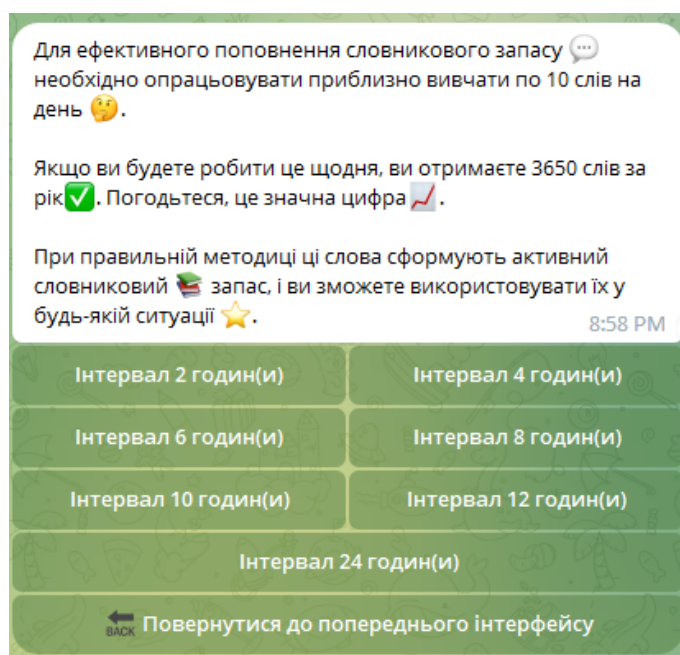 Для ефективного поповнення словникового запасу 💬
необхідно опрацьовувати приблизно вивчати по 10 слів на
день 🤔.
Якщо ви будете робити це щодня, ви отримаєте 3650 слів за
рік✅. Погодьтеся, це значна цифра📈.
При правильній методиці ці слова сформують активний
словниковий 📚 запас, і ви зможете використовувати їх у
будь-якій ситуації ⭐.
8:58 PM
Інтервал 2 годин(и)
Інтервал 4 годин(и)
Інтервал 6 годин(и)
Інтервал 8 годин(и)
Інтервал 10 годин(и)
Інтервал 12 годин(и)
Інтервал 24 годин(и)
🔙 Повернутися до попереднього інтерфейсу